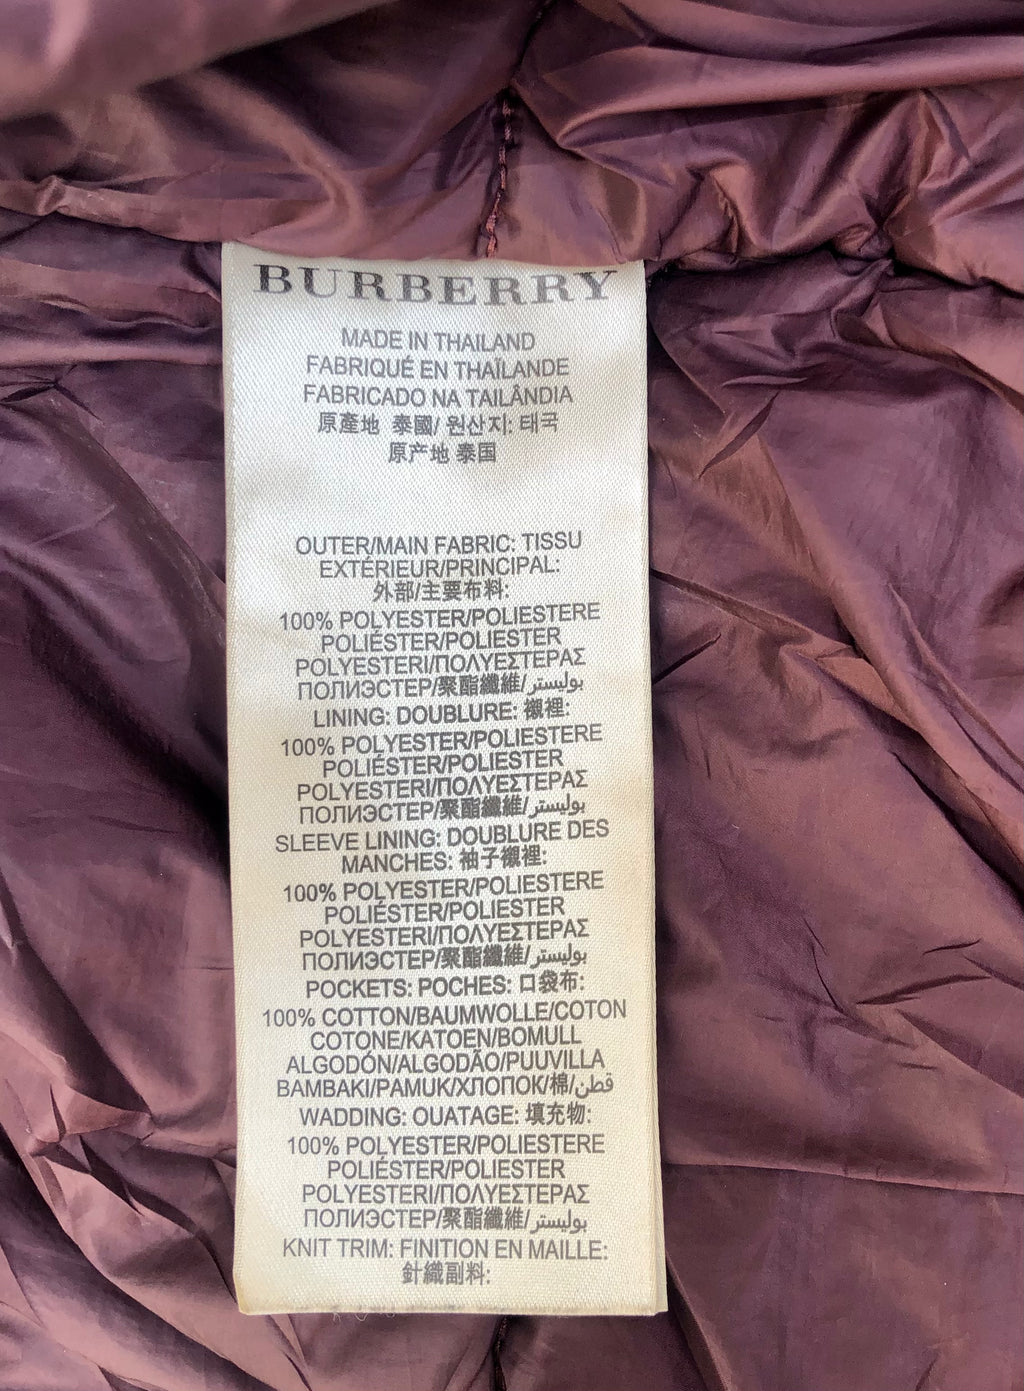 BURBERRY
MADE IN THAILAND
FABRIQUÉ EN THAÏLANDE
FABRICADO NA TAILÂNDIA
原產地 泰國/ 원산지: 태국
原产地 泰国
OUTER/MAIN FABRIC: TISSU
EXTÉRIEUR/PRINCIPAL:
外部/主要布料:
100% POLYESTER/POLIESTERE
POLIÉSTER/POLIESTER
POLYESTERI/ΠΟΛΥΕΣΤΕΡΑΣ
ПОЛИЭСТЕР/聚酯纖維/بوليستر
LINING: DOUBLURE: 襯裡:
100% POLYESTER/POLIESTERE
POLIÉSTER/POLIESTER
POLYESTERI/ΠΟΛΥΕΣΤΕΡΑΣ
ПОЛИЭСТЕР/聚酯纖維/بوليستر
SLEEVE LINING: DOUBLURE DES
MANCHES: 袖子襯裡:
100% POLYESTER/POLIESTERE
POLIÉSTER/POLIESTER
POLYESTERI/ΠΟΛΥΕΣΤΕΡΑΣ
ПОЛИЭСТЕР/聚酯纖維/بوليستر
POCKETS: POCHES: 口袋布:
100% COTTON/BAUMWOLLE/COTON
COTONE/KATOEN/BOMULL
ALGODÓN/ALGODÃO/PUUVILLA
BAMBAKI/PAMUK/ХЛОПОК/棉/قطن
WADDING: OUATAGE: 填充物:
100% POLYESTER/POLIESTERE
POLIÉSTER/POLIESTER
POLYESTERI/ΠΟΛΥΕΣΤΕΡΑΣ
ПОЛИЭСТЕР/聚酯纖維/بوليستر
KNIT TRIM: FINITION EN MAILLE:
針織副料: